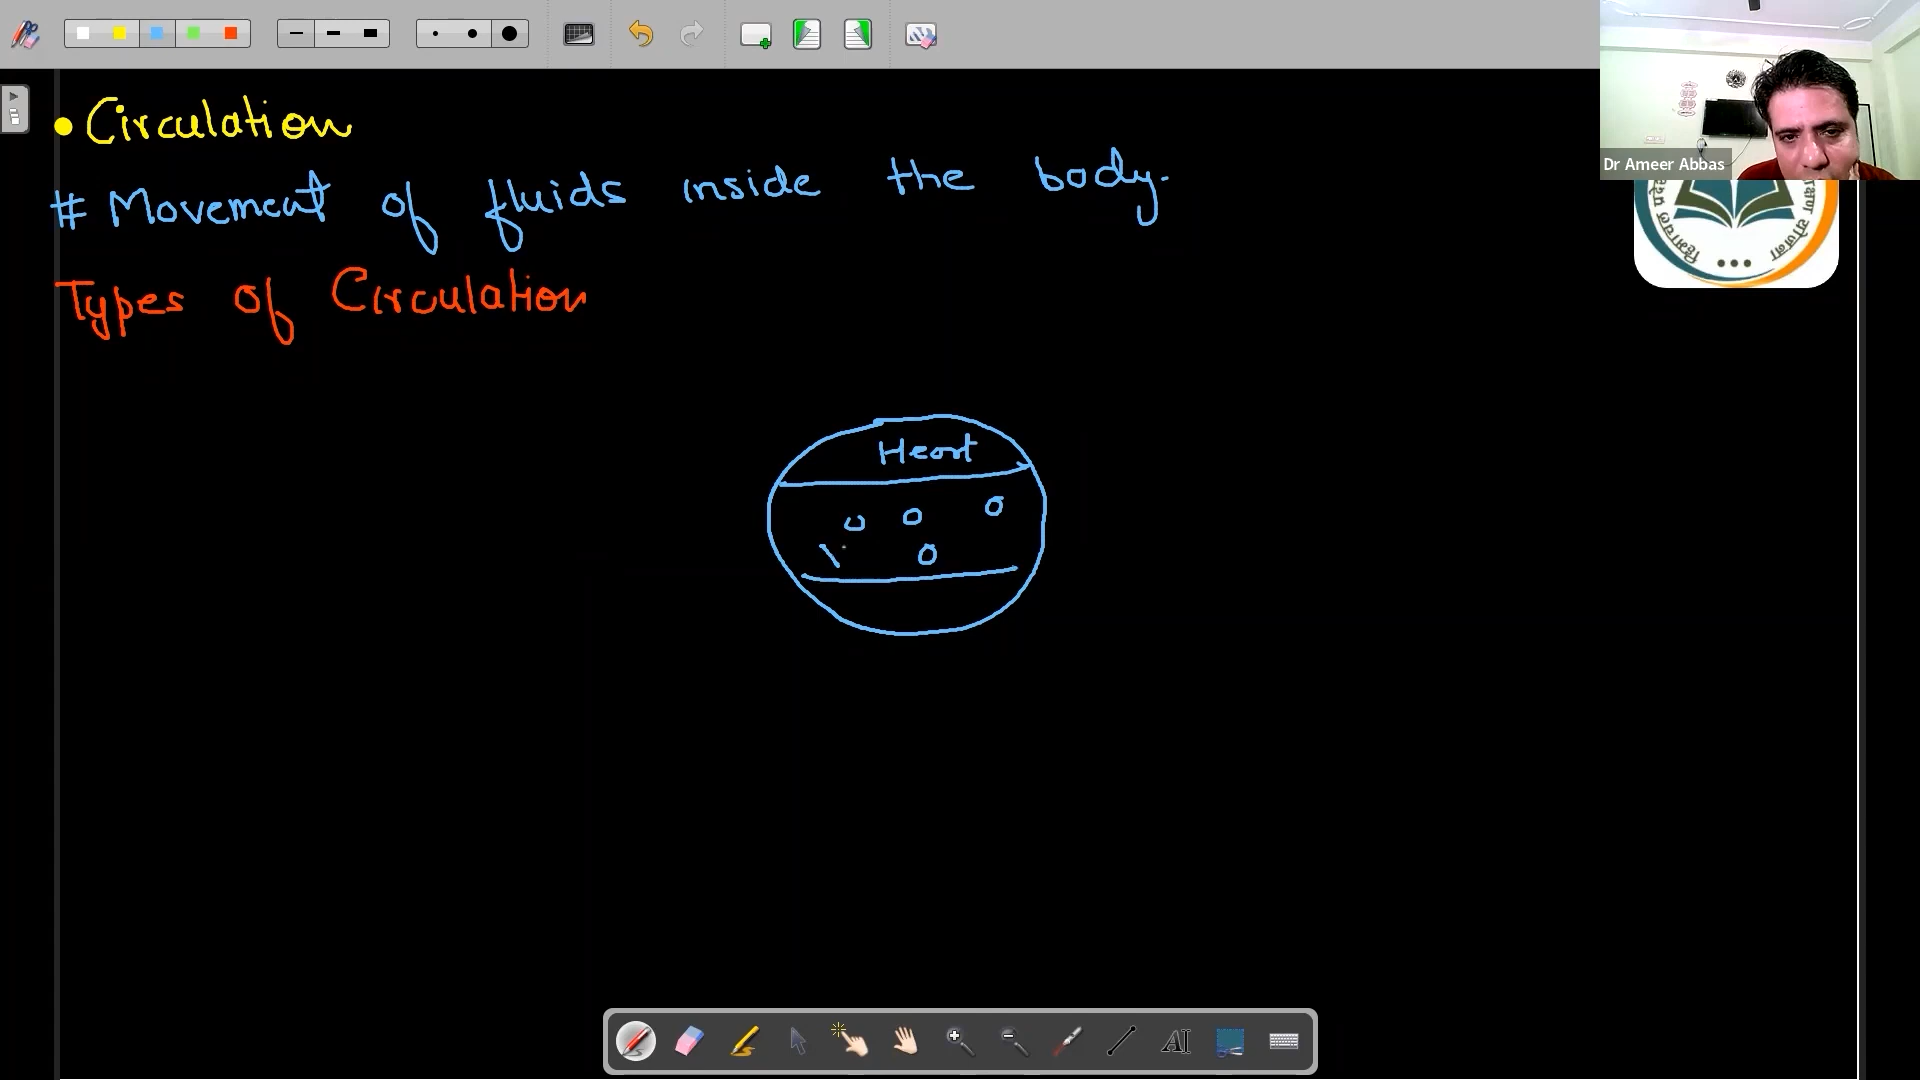 • Circulation
# Movement of fluids inside the body.
Types of Circulation
Heart
Dr Ameer Abbas